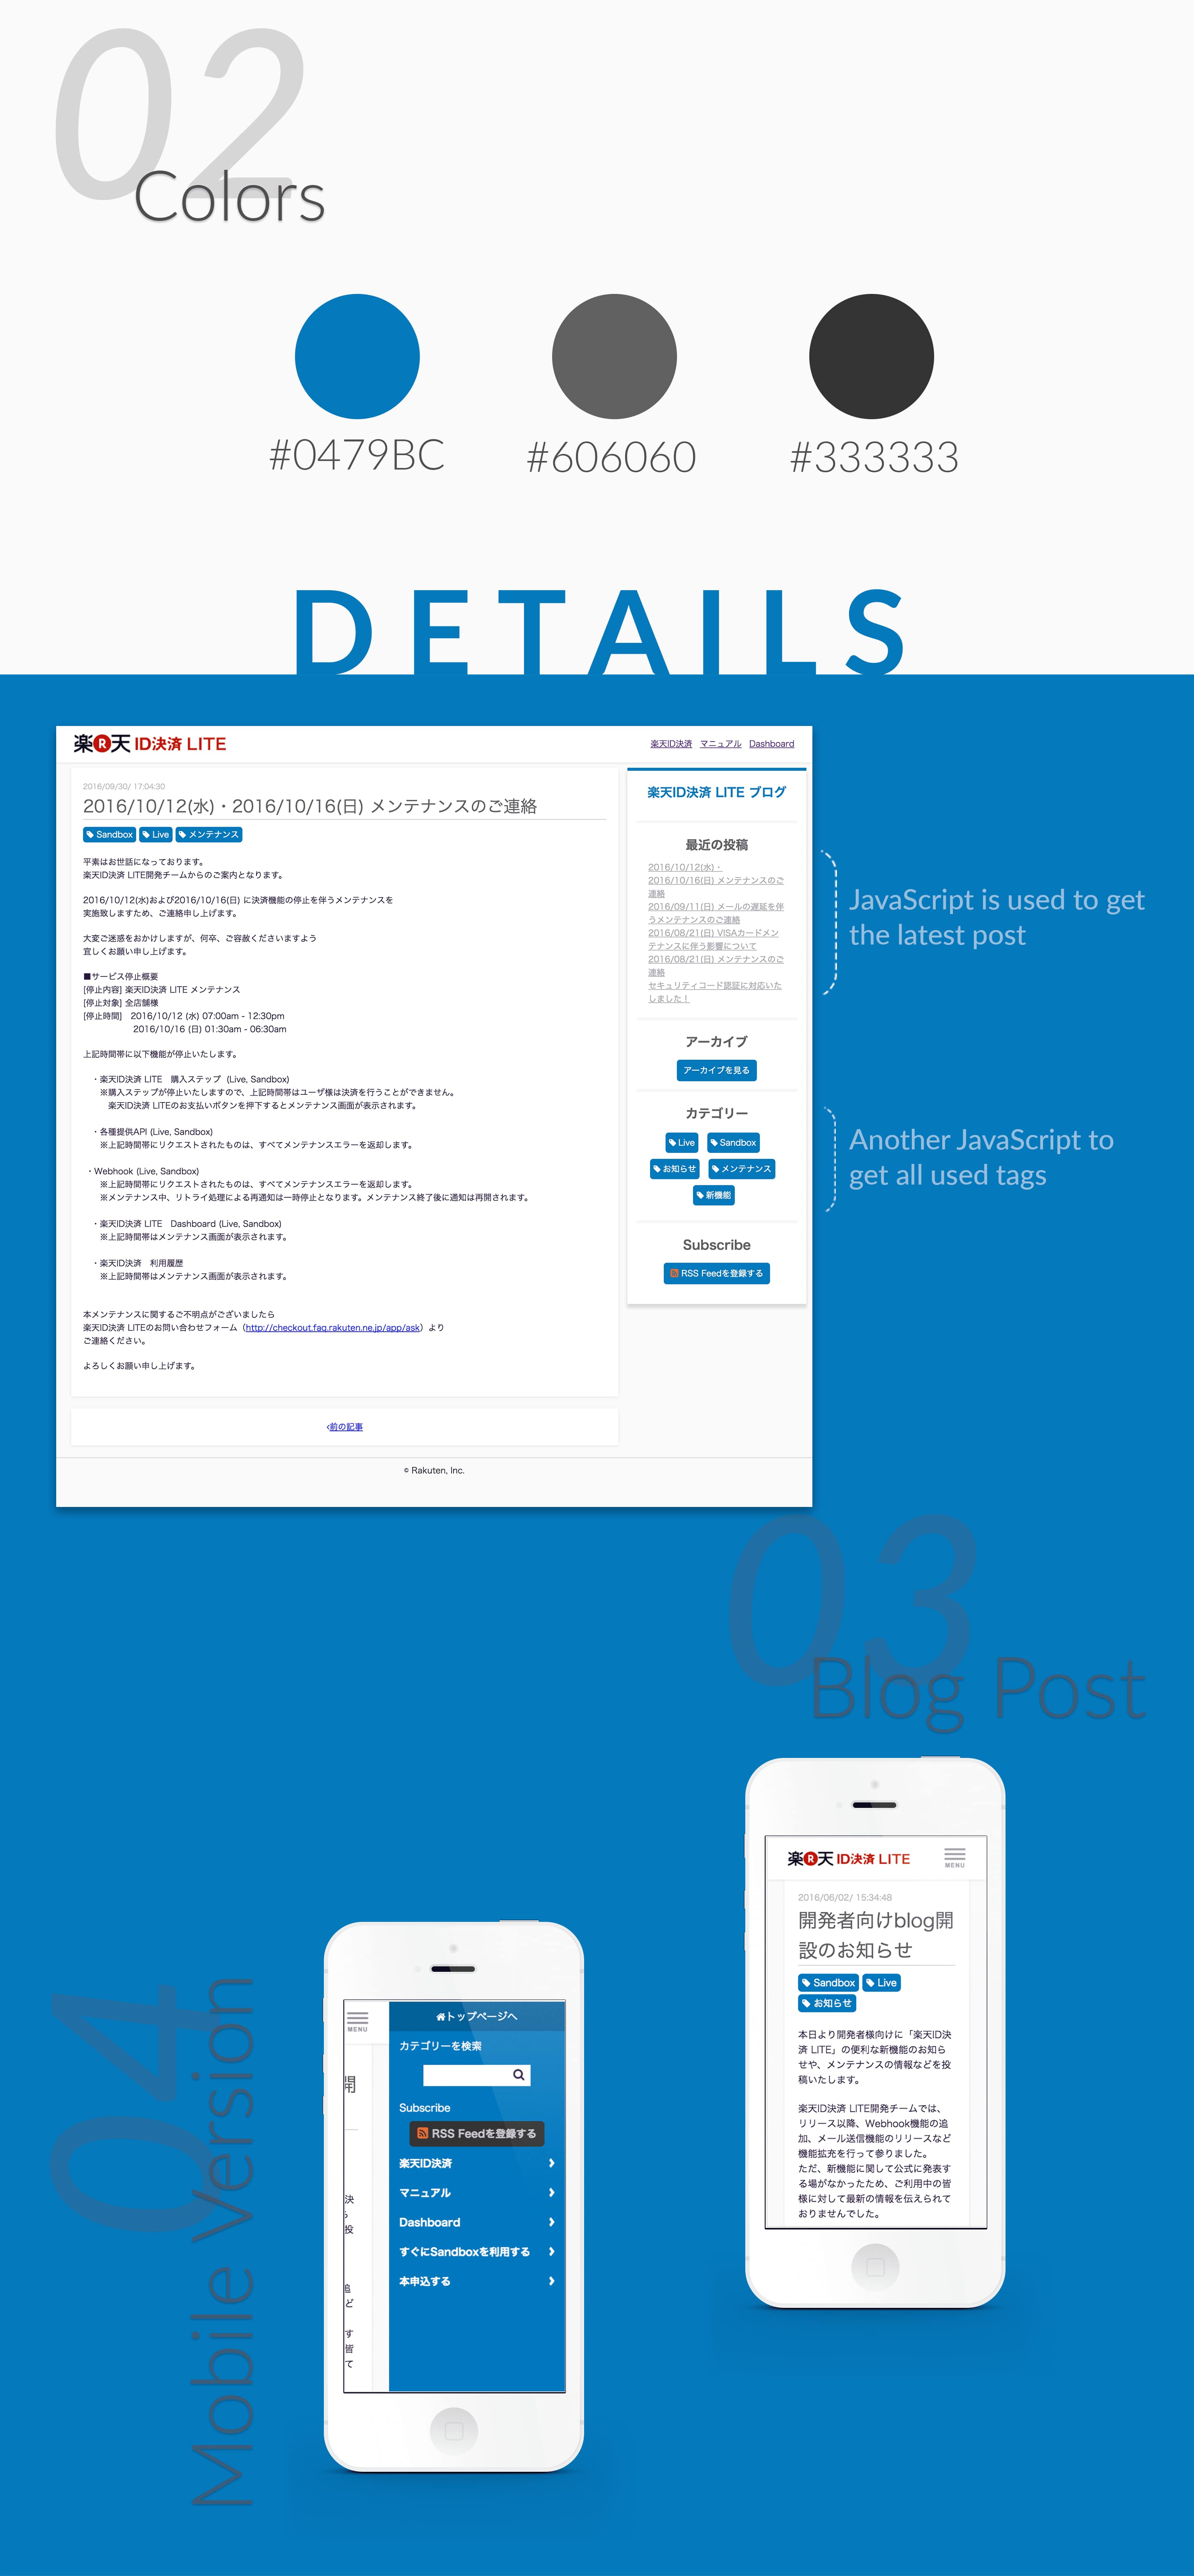 02
Colors
#0479BC
#606060
#333333
DETAILS
楽R天 ID決済 LITE
楽天ID決済 マニュアル Dashboard
2016/09/30/ 17:04:30
2016/10/12(水)・2016/10/16(日) メンテナンスのご連絡
Sandbox Live メンテナンス
平素はお世話になっております。
楽天ID決済 LITE開発チームからのご案内となります。
2016/10/12(水)および2016/10/16(日) に決済機能の停止を伴うメンテナンスを
実施致しますため、ご連絡申し上げます。
大変ご迷惑をおかけしますが、何卒、ご容赦くださいますよう
宜しくお願い申し上げます。
■サービス停止概要
[停止内容] 楽天ID決済 LITE メンテナンス
[停止対象] 全店舗様
[停止時間] 2016/10/12 (水) 07:00am - 12:30pm
2016/10/16 (日) 01:30am - 06:30am
上記時間帯に以下機能が停止いたします。
・楽天ID決済 LITE 購入ステップ (Live, Sandbox)
※購入ステップが停止いたしますので、上記時間帯はユーザ様は決済を行うことができません。
楽天ID決済 LITEのお支払いボタンを押下するとメンテナンス画面が表示されます。
・各種提供API (Live, Sandbox)
※上記時間帯にリクエストされたものは、すべてメンテナンスエラーを返却します。
・Webhook (Live, Sandbox)
※上記時間帯にリクエストされたものは、すべてメンテナンスエラーを返却します。
※メンテナンス中、リトライ処理による再通知は一時停止となります。メンテナンス終了後に通知は再開されます。
・楽天ID決済 LITE Dashboard (Live, Sandbox)
※上記時間帯はメンテナンス画面が表示されます。
・楽天ID決済 利用履歴
※上記時間帯はメンテナンス画面が表示されます。
本メンテナンスに関するご不明点がございましたら
楽天ID決済 LITEのお問い合わせフォーム（http://checkout.faq.rakuten.ne.jp/app/ask）より
ご連絡ください。
よろしくお願い申し上げます。
<前の記事
© Rakuten, Inc.
楽天ID決済 LITE ブログ
最近の投稿
2016/10/12(水)・
2016/10/16(日) メンテナンスのご
連絡
2016/09/11(日) メールの遅延を伴
うメンテナンスのご連絡
2016/08/21(日) VISAカードメン
テナンスに伴う影響について
2016/08/21(日) メンテナンスのご
連絡
セキュリティコード認証に対応いた
しました！
アーカイブ
アーカイブを見る
カテゴリー
Live Sandbox
お知らせ メンテナンス
新機能
Subscribe
RSS Feedを登録する
JavaScript is used to get
the latest post
Another JavaScript to
get all used tags
03
Blog Post
楽R天 ID決済 LITE
MENU
2016/06/02/ 15:34:48
開発者向けblog開
設のお知らせ
Sandbox Live
お知らせ
本日より開発者様向けに「楽天ID決
済 LITE」の便利な新機能のお知ら
せや、メンテナンスの情報などを投
稿いたします。
楽天ID決済 LITE開発チームでは、
リリース以降、Webhook機能の追
加、メール送信機能のリリースなど
機能拡充を行って参りました。
ただ、新機能に関して公式に発表す
る場がなかったため、ご利用中の皆
様に対して最新の情報を伝えられて
おりませんでした。
04
Mobile Version
MENU
開
決
投
追
ど
す
皆
て
トップページへ
カテゴリーを検索
Subscribe
RSS Feedを登録する
楽天ID決済
マニュアル
Dashboard
すぐにSandboxを利用する
本申込する